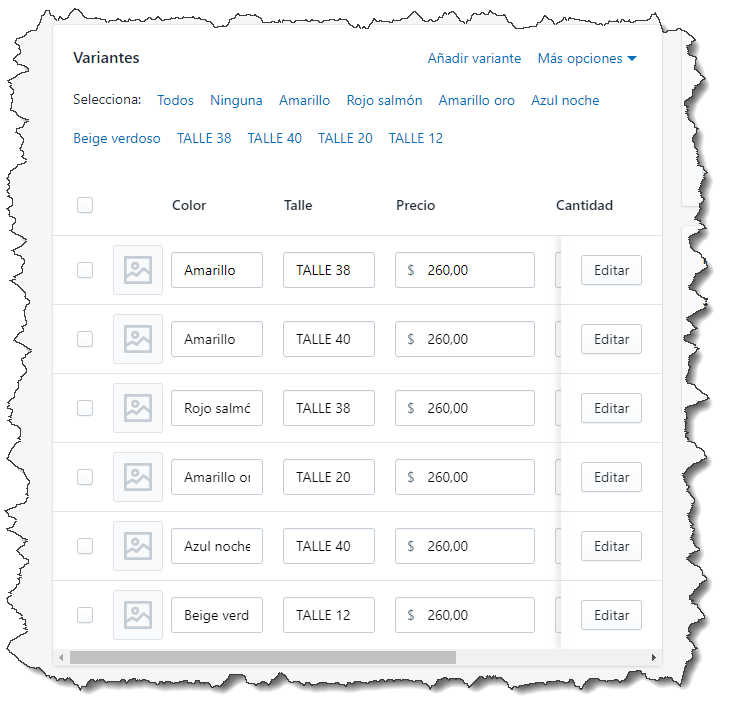 Variantes Añadir variante Más opciones
Selecciona: Todos Ninguna Amarillo Rojo salmón Amarillo oro Azul noche
Beige verdoso TALLE 38 TALLE 40 TALLE 20 TALLE 12
Color Talle Precio Cantidad
Amarillo TALLE 38 $ 260,00 Editar
Amarillo TALLE 40 $ 260,00 Editar
Rojo salmó TALLE 38 $ 260,00 Editar
Amarillo or TALLE 20 $ 260,00 Editar
Azul noche TALLE 40 $ 260,00 Editar
Beige verd TALLE 12 $ 260,00 Editar